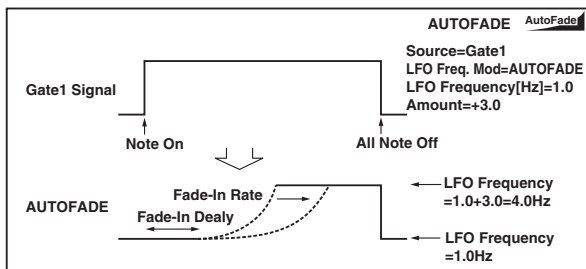 AUTOFADE AutoFade
Source=Gate1
LFO Freq. Mod=AUTOFADE
LFO Frequency[Hz]=1.0
Amount=+3.0
Gate1 Signal
Note On
All Note Off
AUTOFADE
Fade-In Rate
Fade-In Dealy
LFO Frequency
=1.0+3.0=4.0Hz
LFO Frequency
=1.0Hz